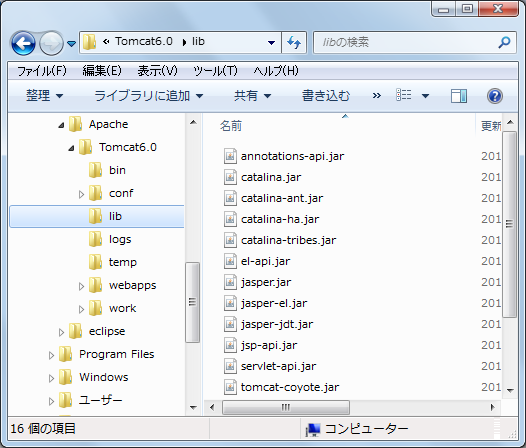 « Tomcat6.0 lib
libの検索
ファイル(F) 編集(E) 表示(V) ツール(T) ヘルプ(H)
整理 ライブラリに追加 共有 書き込む »
Apache
Tomcat6.0
bin
conf
lib
logs
temp
webapps
work
eclipse
Program Files
Windows
ユーザー
名前 更新
annotations-api.jar 201
catalina.jar 201
catalina-ant.jar 201
catalina-ha.jar 201
catalina-tribes.jar 201
el-api.jar 201
jasper.jar 201
jasper-el.jar 201
jasper-jdt.jar 201
jsp-api.jar 201
servlet-api.jar 201
tomcat-coyote.jar 201
16 個の項目 コンピューター